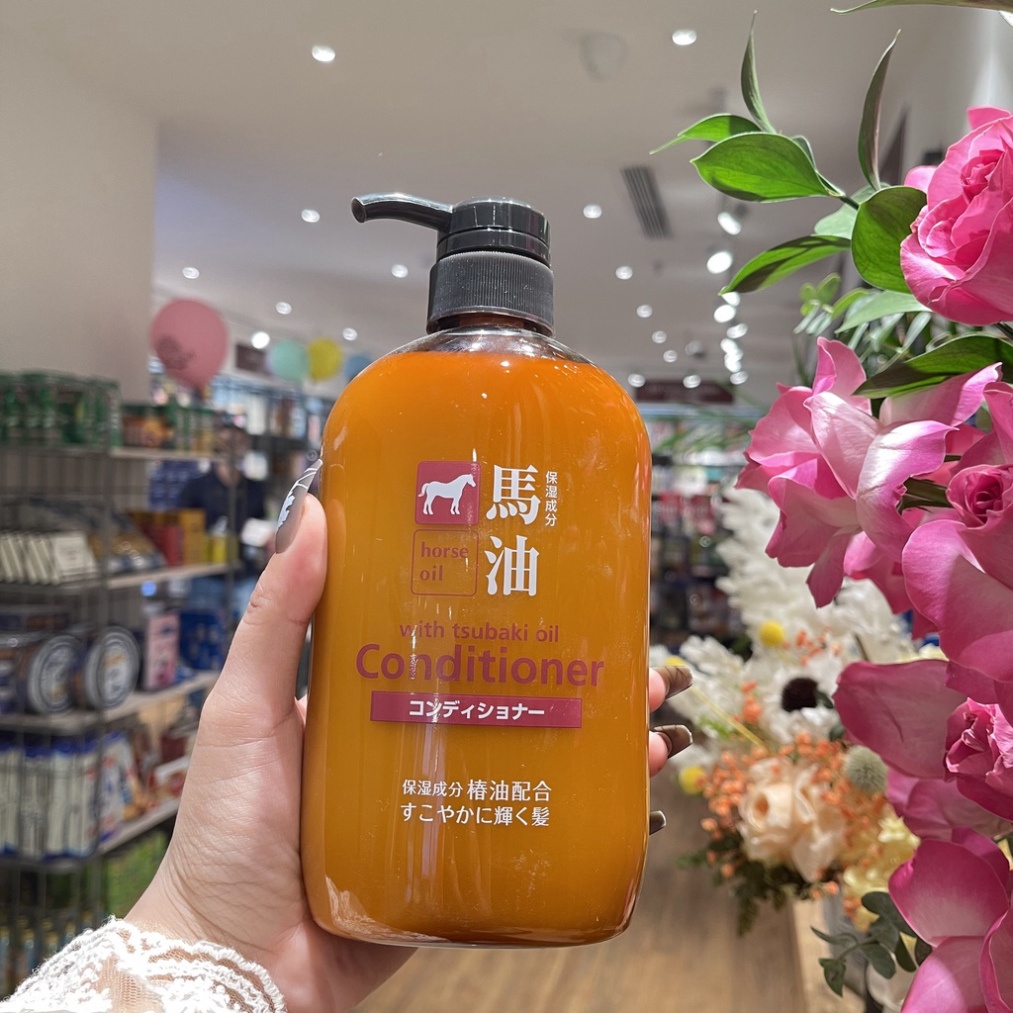 馬油
保湿成分
horse
oil
with tsubaki oil
Conditioner
コンディショナー
保湿成分 椿油配合
すこやかに輝く髪